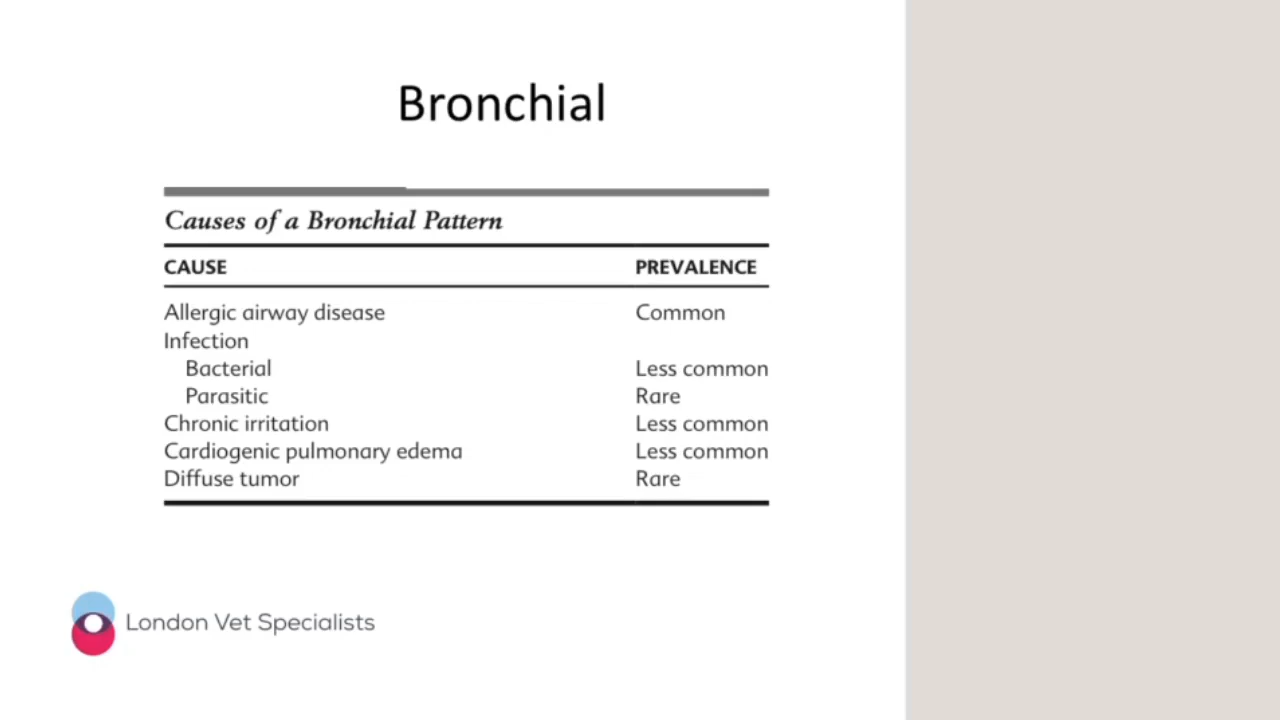 Bronchial
Causes of a Bronchial Pattern
CAUSE PREVALENCE
Allergic airway disease Common
Infection
Bacterial Less common
Parasitic Rare
Chronic irritation Less common
Cardiogenic pulmonary edema Less common
Diffuse tumor Rare
London Vet Specialists